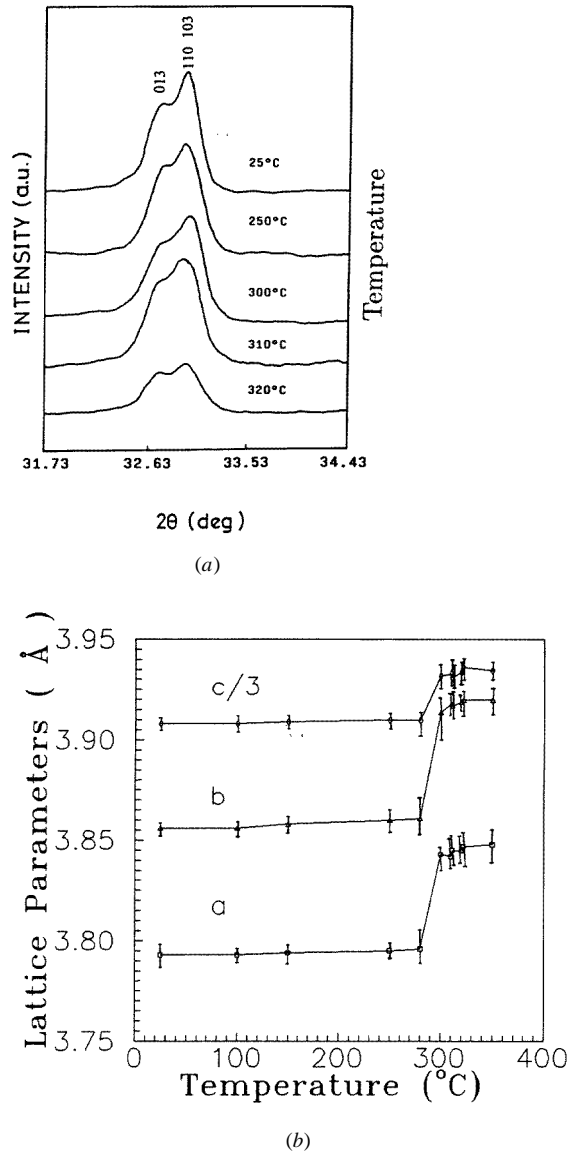 013
110 103
INTENSITY (a.u.)
Temperature
25°C
250°C
300°C
310°C
320°C
31.73 32.63 33.53 34.43
2θ (deg)
(a)
Lattice Parameters ( Å)
3.95
3.90
3.85
3.80
3.75
c/3
b
a
0 100 200 300 400
Temperature (°C)
(b)